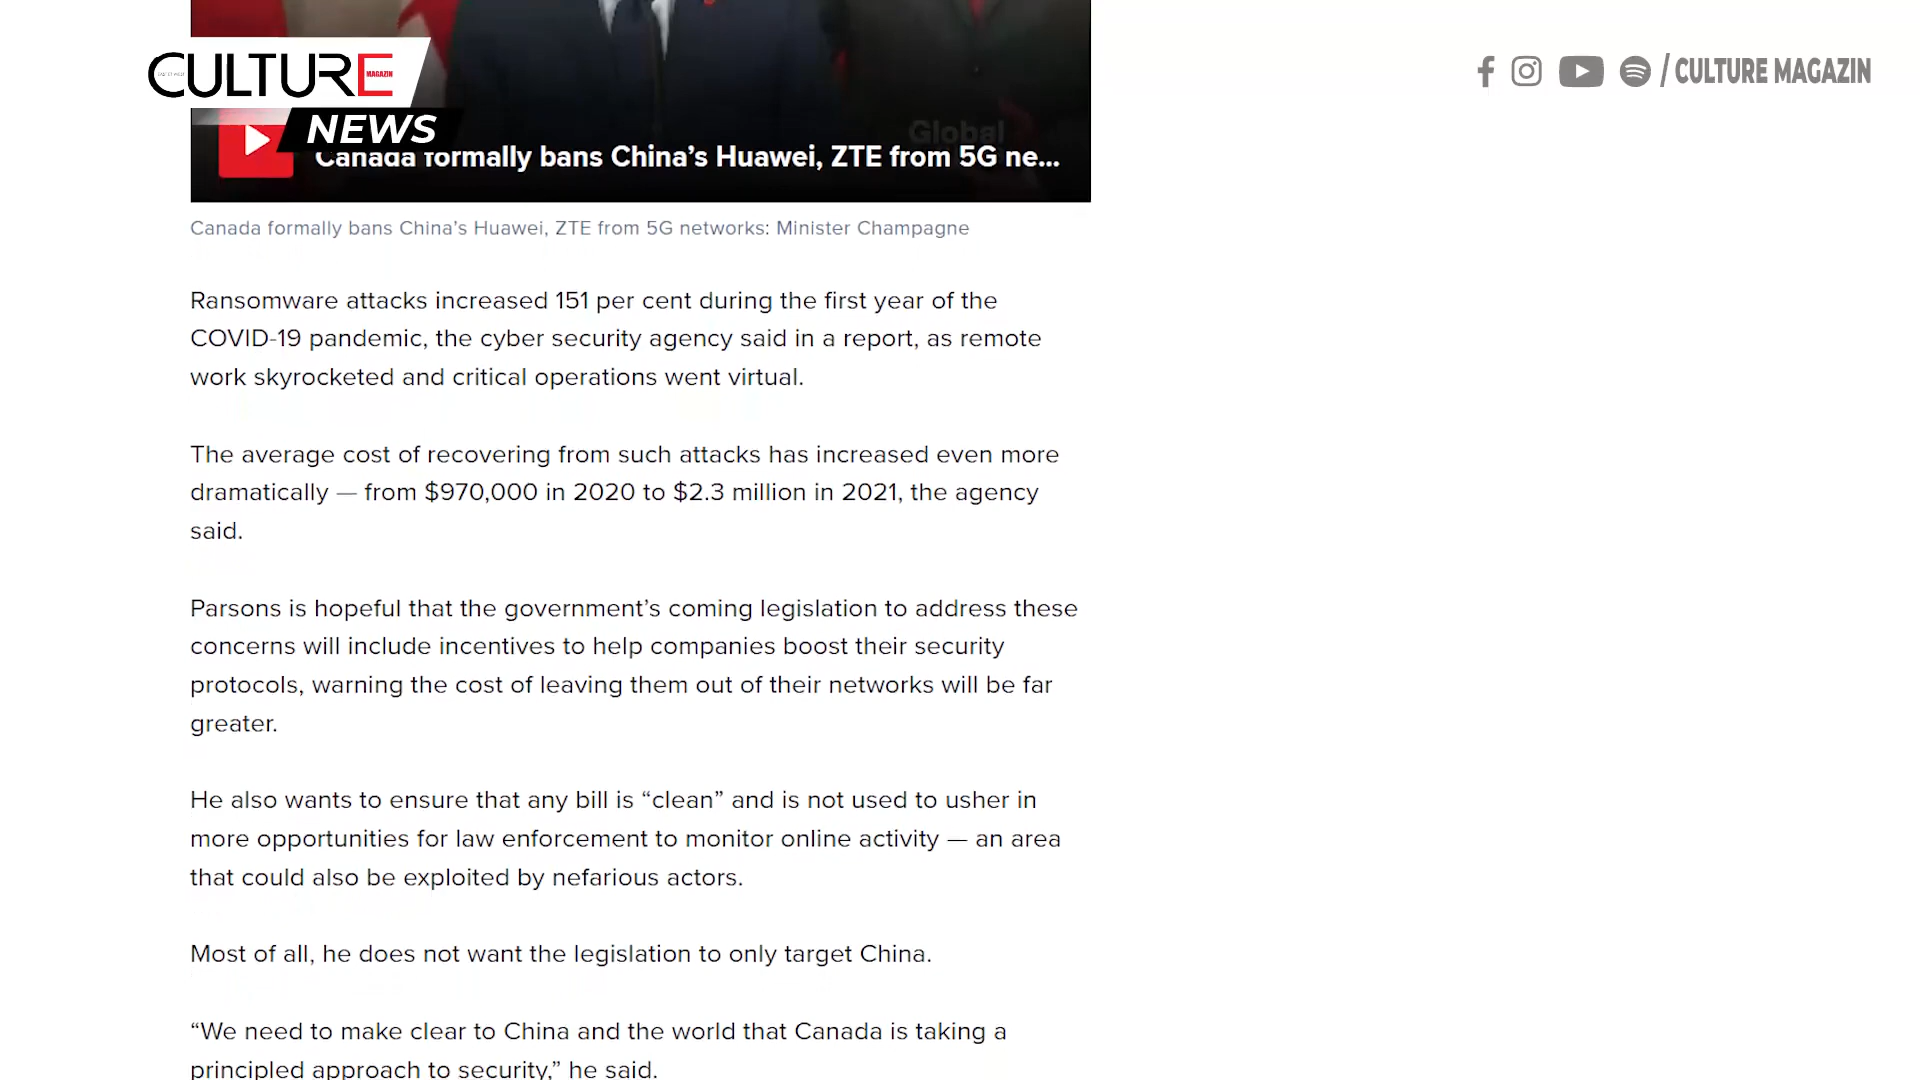 CULTURE
MAGAZIN
NEWS
/ CULTURE MAGAZIN
Global
Canada formally bans China’s Huawei, ZTE from 5G ne...
Canada formally bans China’s Huawei, ZTE from 5G networks: Minister Champagne
Ransomware attacks increased 151 per cent during the first year of the
COVID-19 pandemic, the cyber security agency said in a report, as remote
work skyrocketed and critical operations went virtual.
The average cost of recovering from such attacks has increased even more
dramatically — from $970,000 in 2020 to $2.3 million in 2021, the agency
said.
Parsons is hopeful that the government’s coming legislation to address these
concerns will include incentives to help companies boost their security
protocols, warning the cost of leaving them out of their networks will be far
greater.
He also wants to ensure that any bill is “clean” and is not used to usher in
more opportunities for law enforcement to monitor online activity — an area
that could also be exploited by nefarious actors.
Most of all, he does not want the legislation to only target China.
“We need to make clear to China and the world that Canada is taking a
principled approach to security,” he said.